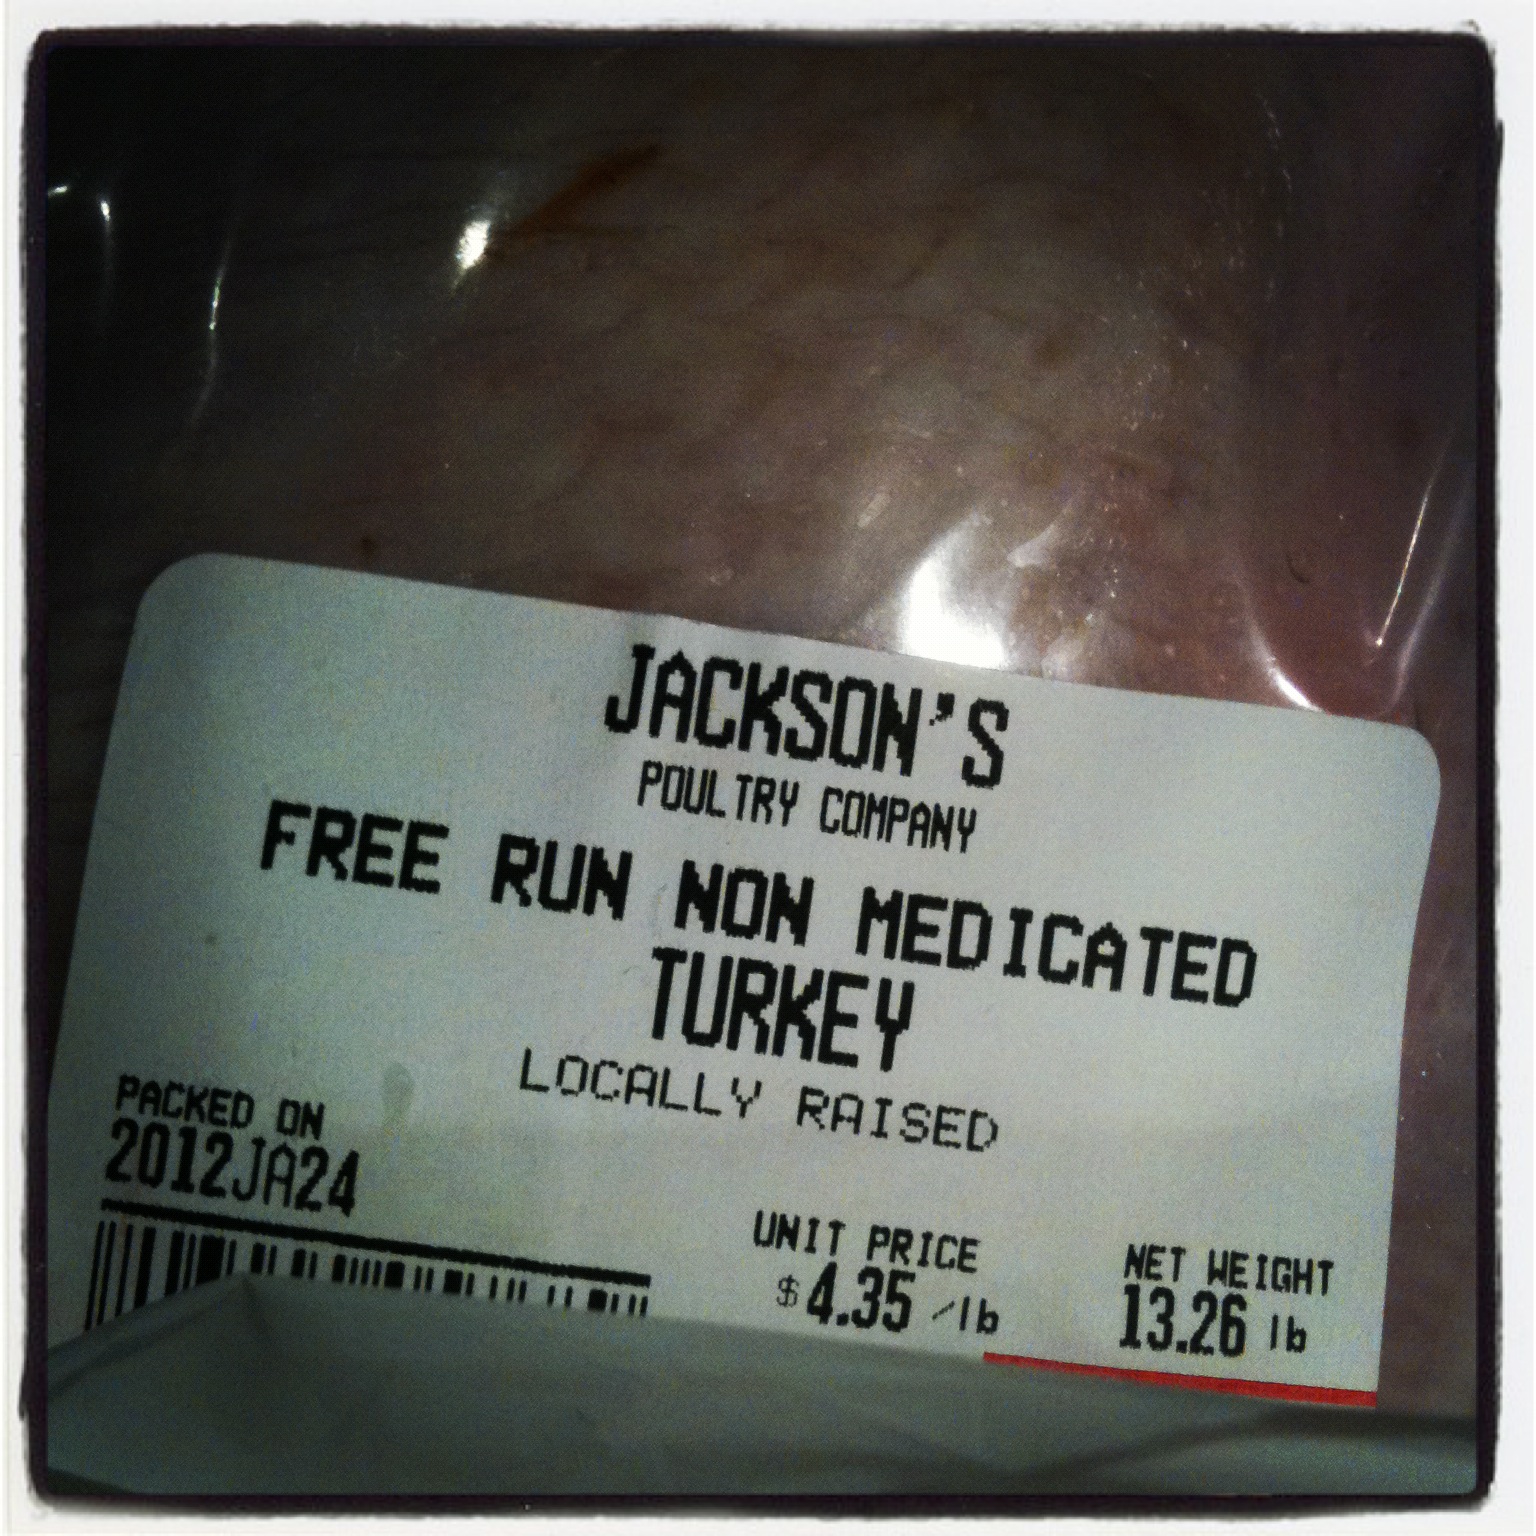 JACKSON'S
POULTRY COMPANY
FREE RUN NON MEDICATED
TURKEY
LOCALLY RAISED
PACKED ON
2012JA24
UNIT PRICE
$4.35 /lb
NET WEIGHT
13.26 lb